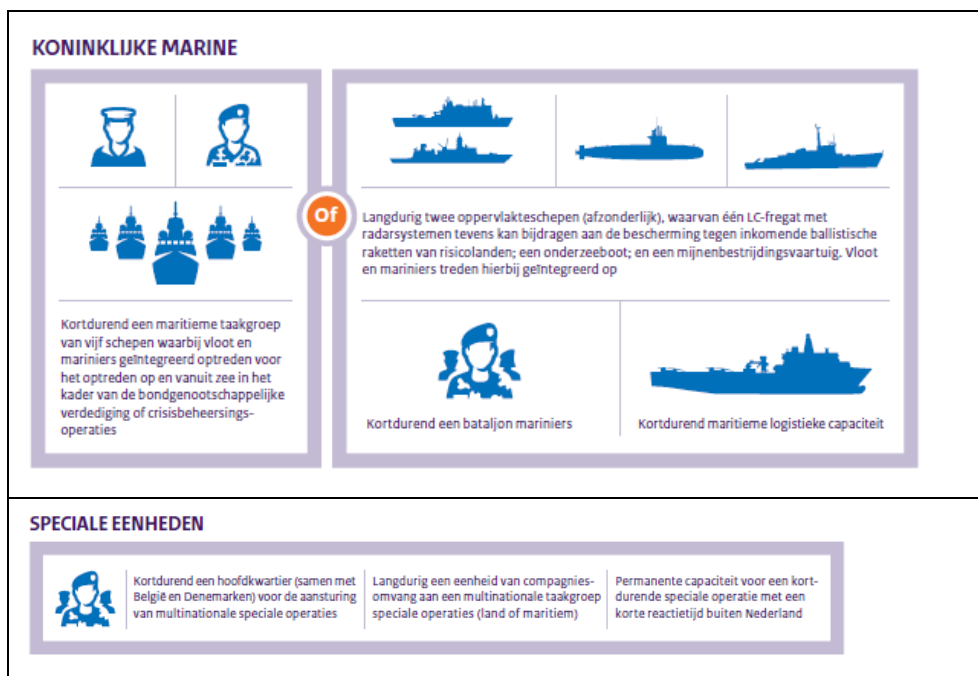 KONINKLIJKE MARINE
Kortdurend een maritieme taakgroep
van vijf schepen waarbij vloot en
mariniers geïntegreerd optreden voor
het optreden op en vanuit zee in het
kader van de bondgenootschappelijke
verdediging of crisisbeheersings-
operaties
Of
Langdurig twee oppervlakteschepen (afzonderlijk), waarvan één LC-fregat met
radarsystemen tevens kan bijdragen aan de bescherming tegen inkomende ballistische
raketten van risicolanden; een onderzeeboot; en een mijnenbestrijdingsvaartuig. Vloot
en mariniers treden hierbij geïntegreerd op
Kortdurend een bataljon mariniers
Kortdurend maritieme logistieke capaciteit
SPECIALE EENHEDEN
Kortdurend een hoofdkwartier (samen met
België en Denemarken) voor de aansturing
van multinationale speciale operaties
Langdurig een eenheid van compagnies-
omvang aan een multinationale taakgroep
speciale operaties (land of maritiem)
Permanente capaciteit voor een kort-
durende speciale operatie met een
korte reactietijd buiten Nederland